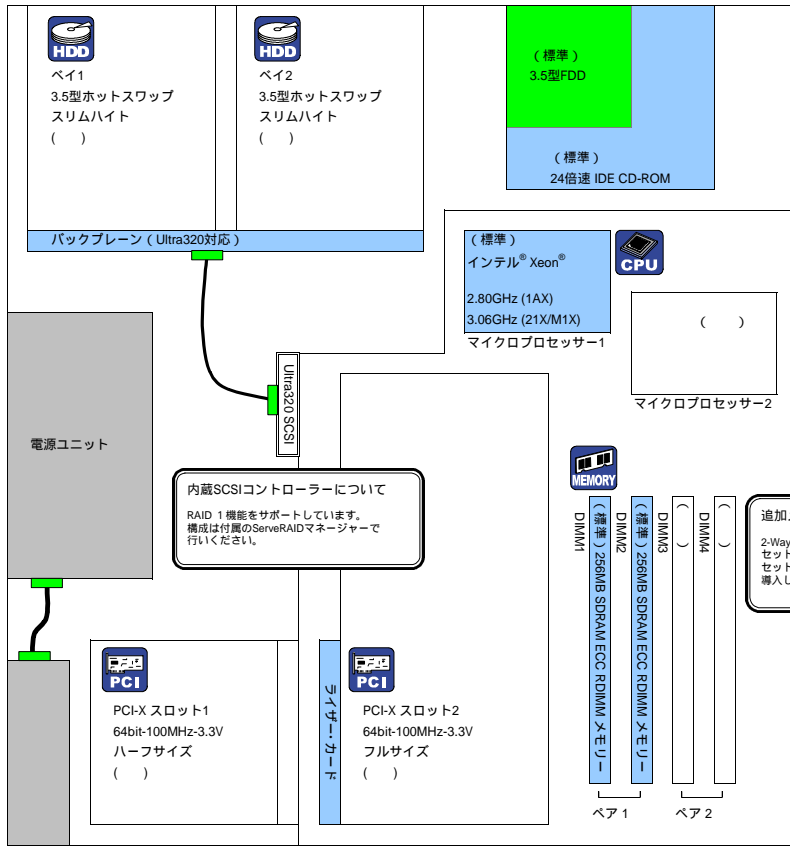 HDD
ベイ1
3.5型ホットスワップ
スリムハイト
(　　)
HDD
ベイ2
3.5型ホットスワップ
スリムハイト
(　　)
（標準）
3.5型FDD
（標準）
24倍速 IDE CD-ROM
バックプレーン（Ultra320対応）
（標準）
インテル® Xeon®
2.80GHz (1AX)
3.06GHz (21X/M1X)
マイクロプロセッサー1
CPU
(　　)
マイクロプロセッサー2
Ultra320 SCSI
電源ユニット
内蔵SCSIコントローラーについて
RAID 1機能をサポートしています。
構成は付属のServeRAIDマネージャーで
行いください。
MEMORY
DIMM1
（標準）256MB SDRAM ECC RDIMM メモリー
DIMM2
（標準）256MB SDRAM ECC RDIMM メモリー
DIMM3
(　　)
DIMM4
(　　)
ペア 1
ペア 2
追加
2-Way
セット
セット
導入し
PCI
PCI-X スロット1
64bit-100MHz-3.3V
ハーフサイズ
(　　)
ライザー・カード
PCI
PCI-X スロット2
64bit-100MHz-3.3V
フルサイズ
(　　)